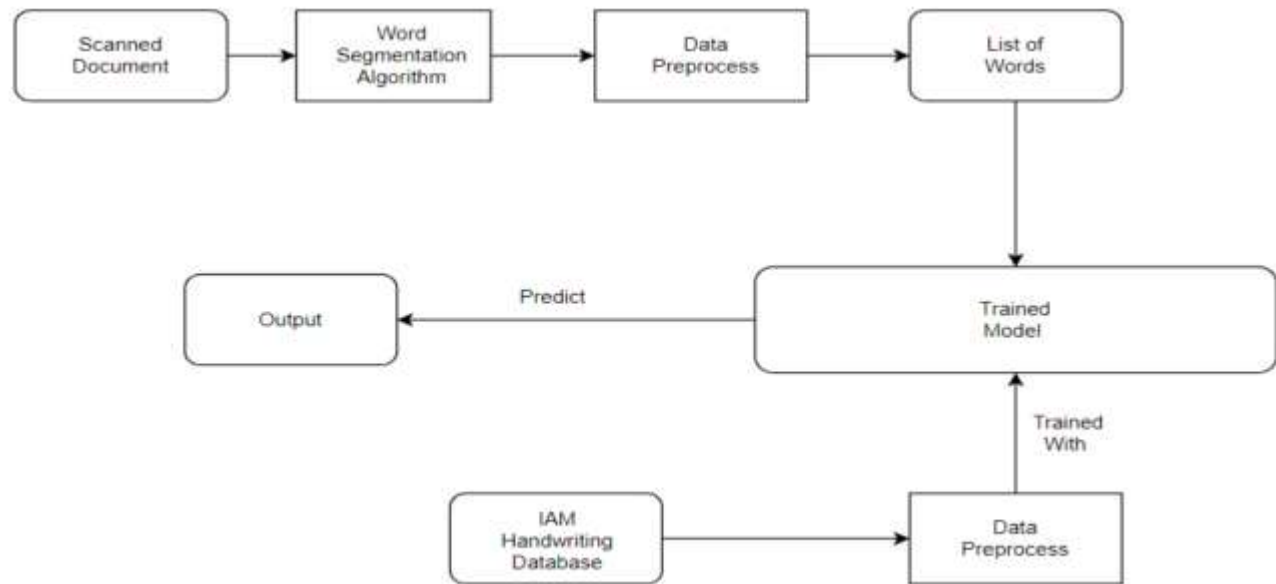 Scanned
Document
Word
Segmentation
Algorithm
Data
Preprocess
List of
Words
Output
Predict
Trained
Model
Trained
With
IAM
Handwriting
Database
Data
Preprocess